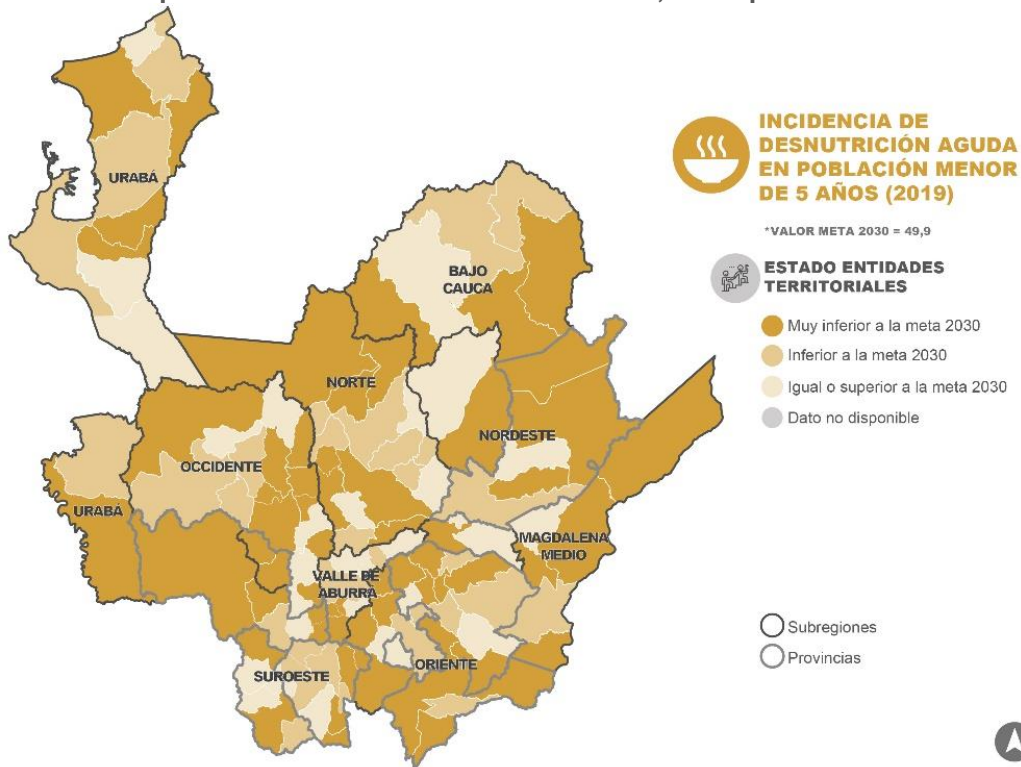 INCIDENCIA DE
DESNUTRICIÓN AGUDA
EN POBLACIÓN MENOR
DE 5 AÑOS (2019)
*VALOR META 2030 = 49,9
ESTADO ENTIDADES
TERRITORIALES
Muy inferior a la meta 2030
Inferior a la meta 2030
Igual o superior a la meta 2030
Dato no disponible
Subregiones
Provincias
URABÁ
BAJO
CAUCA
NORTE
NORDESTE
OCCIDENTE
URABÁ
MAGDALENA
MEDIO
VALLE DE
ABURRÁ
ORIENTE
SUROESTE